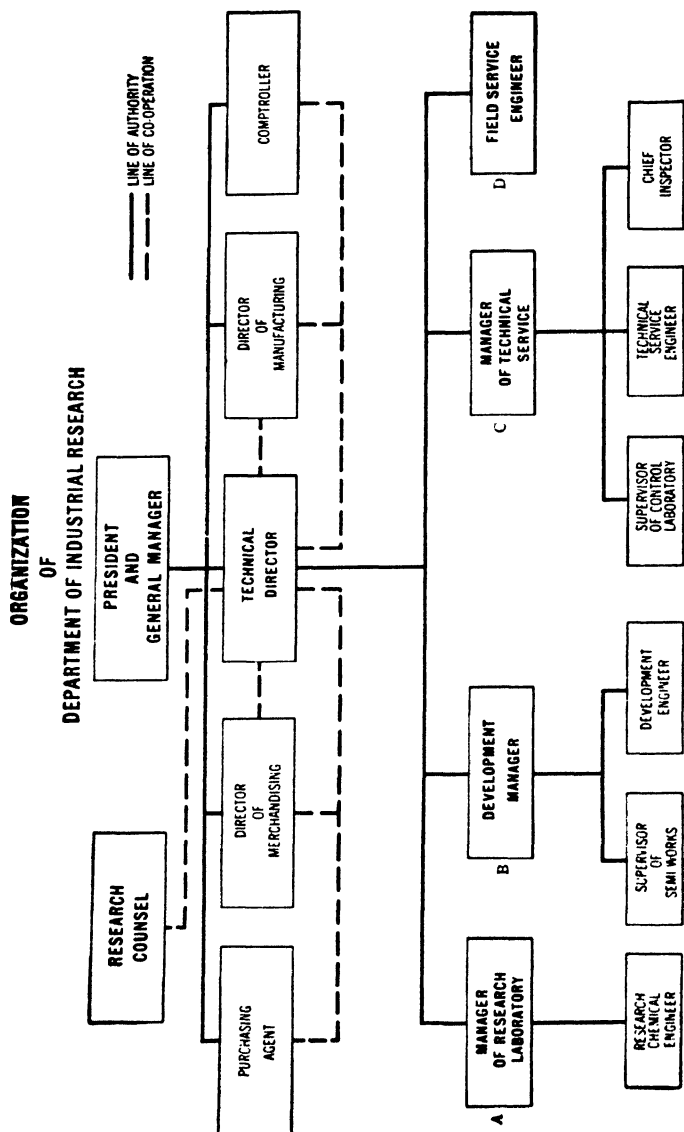 ORGANIZATION
OF
DEPARTMENT OF INDUSTRIAL RESEARCH
LINE OF AUTHORITY
LINE OF CO-OPERATION
RESEARCH
COUNSEL
PRESIDENT
AND
GENERAL MANAGER
PURCHASING
AGENT
DIRECTOR
OF
MERCHANDISING
TECHNICAL
DIRECTOR
DIRECTOR
OF
MANUFACTURING
COMPTROLLER
A
MANAGER
OF RESEARCH
LABORATORY
B
DEVELOPMENT
MANAGER
C
MANAGER
OF TECHNICAL
SERVICE
D
FIELD SERVICE
ENGINEER
RESEARCH
CHEMICAL
ENGINEER
SUPERVISOR
OF
SEMI WORKS
DEVELOPMENT
ENGINEER
SUPERVISOR
OF CONTROL
LABORATORY
TECHNICAL
SERVICE
ENGINEER
CHIEF
INSPECTOR